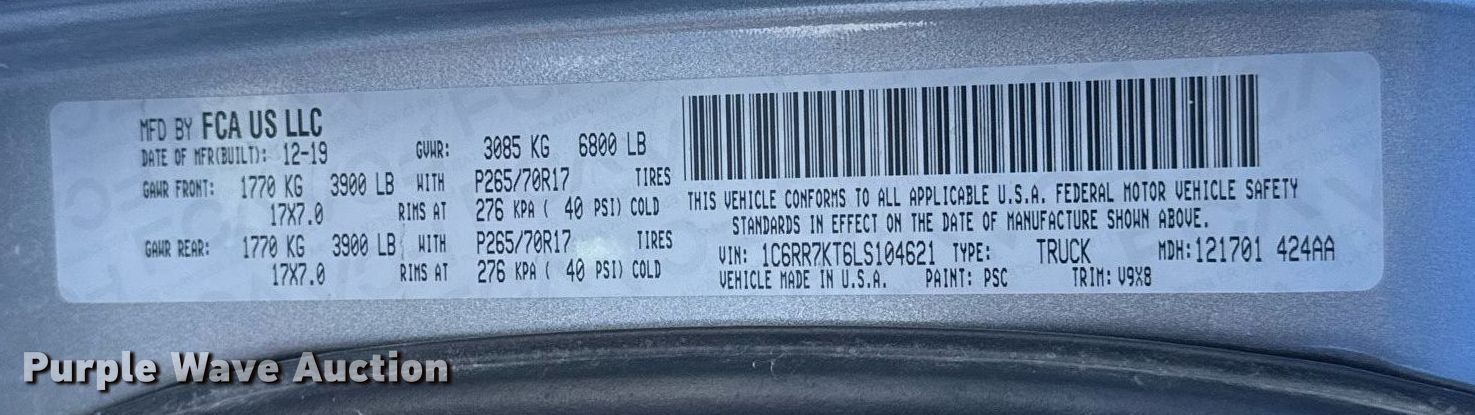 MFD BY FCA US LLC
DATE OF MFR(BUILT): 12-19 GVWR: 3085 KG 6800 LB
GAWR FRONT: 1770 KG 3900 LB WITH P265/70R17 TIRES
17X7.0 RIMS AT 276 KPA ( 40 PSI) COLD
GAWR REAR: 1770 KG 3900 LB WITH P265/70R17 TIRES
17X7.0 RIMS AT 276 KPA ( 40 PSI) COLD
THIS VEHICLE CONFORMS TO ALL APPLICABLE U.S.A. FEDERAL MOTOR VEHICLE SAFETY
STANDARDS IN EFFECT ON THE DATE OF MANUFACTURE SHOWN ABOVE.
VIN: 1C6RR7KT6LS104621 TYPE: TRUCK MDH: 121701 424AA
VEHICLE MADE IN U.S.A. PAINT: PSC TRIM: V9X8
Purple Wave Auction